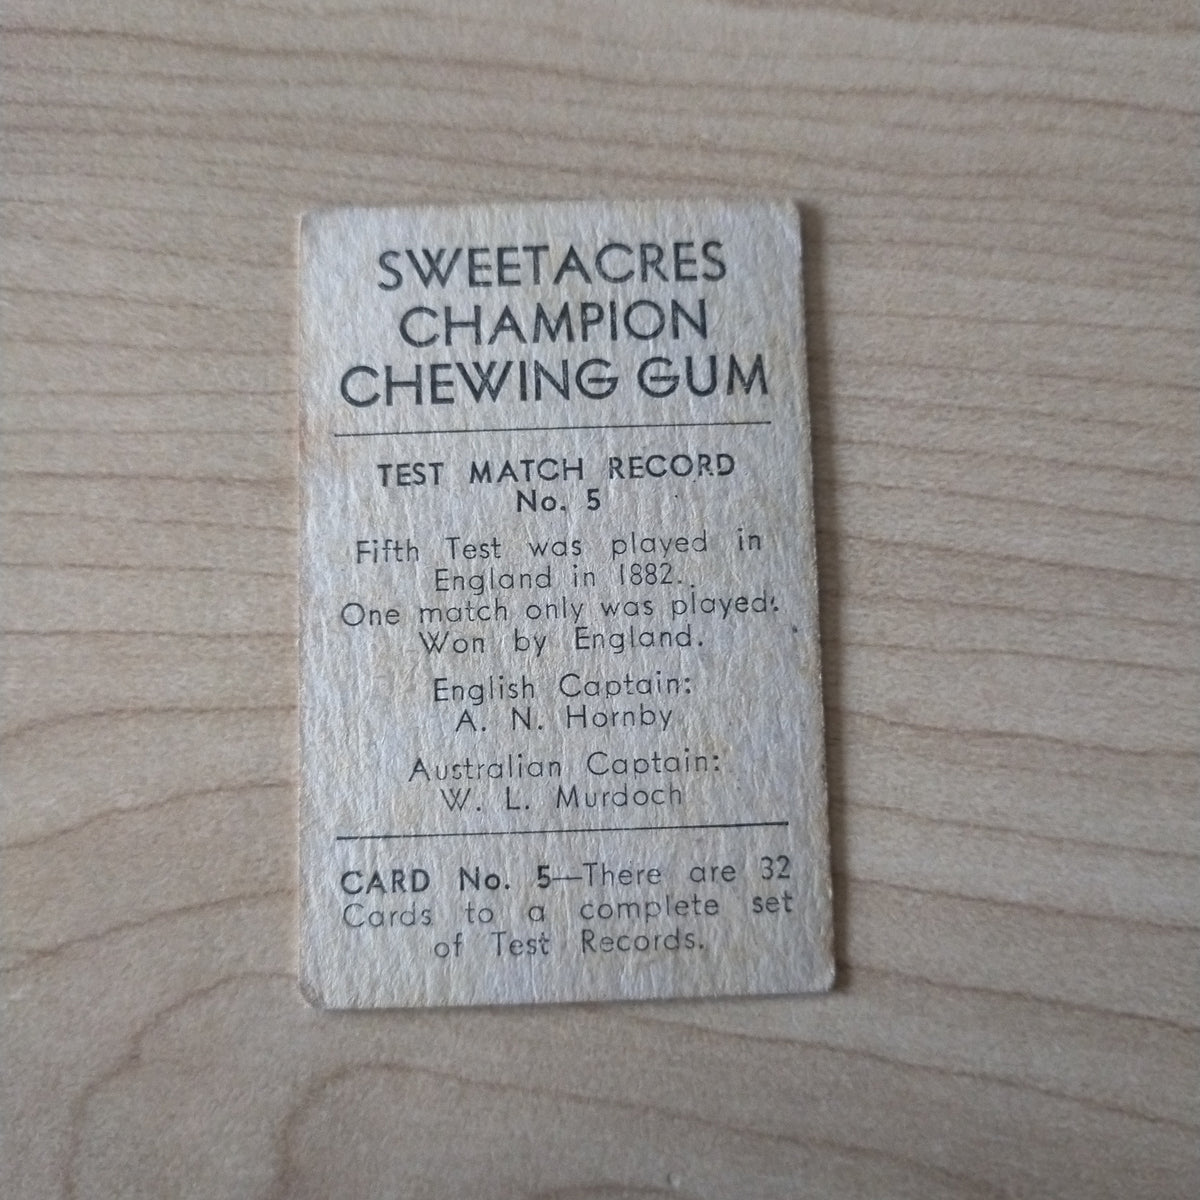 SWEETACRES
CHAMPION
CHEWING GUM
TEST MATCH RECORD
No. 5
Fifth Test was played in
England in 1882.
One match only was played.
Won by England.
English Captain:
A. N. Hornby
Australian Captain:
W. L. Murdoch
CARD No. 5—There are 32
Cards to a complete set
of Test Records.